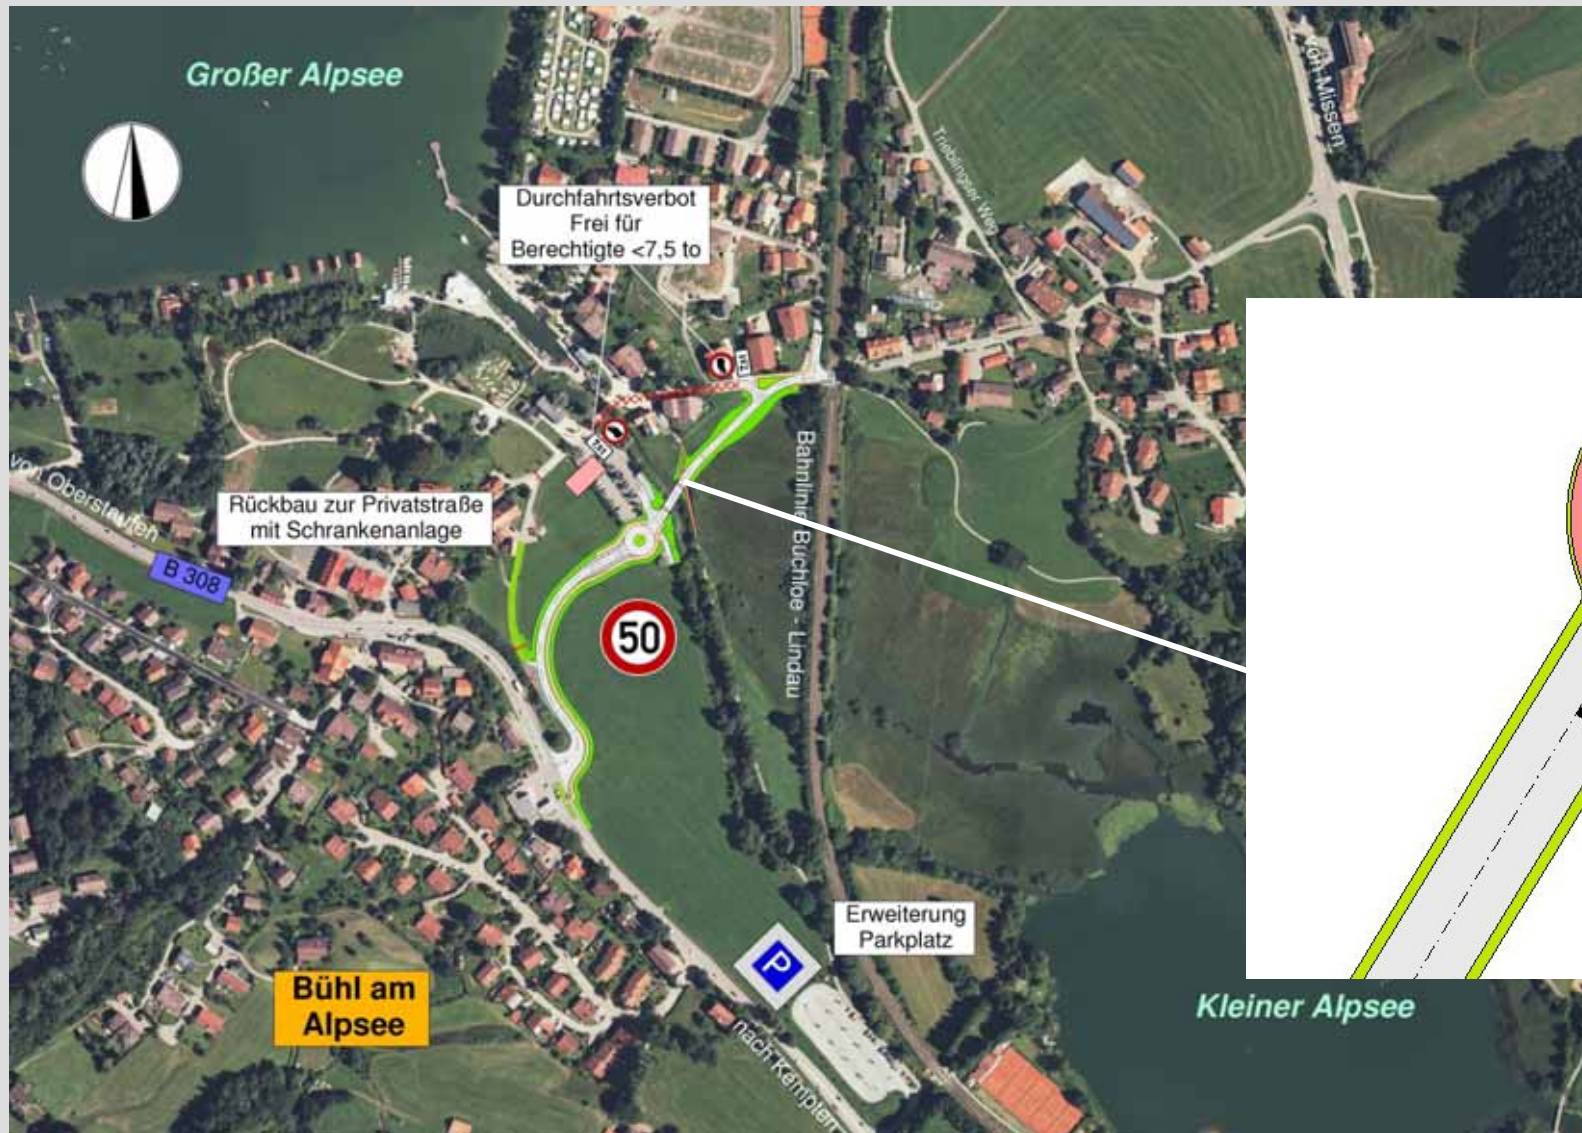 Großer Alpsee
von Missen
Trieblingser Weg
Durchfahrtsverbot
Frei für
Berechtigte <7,5 to
von Oberstaufen
B 308
Rückbau zur Privatstraße
mit Schrankenanlage
50
Bahnlinie Buchloe - Lindau
Erweiterung
Parkplatz
P
Bühl am
Alpsee
nach Kempten
Kleiner Alpsee